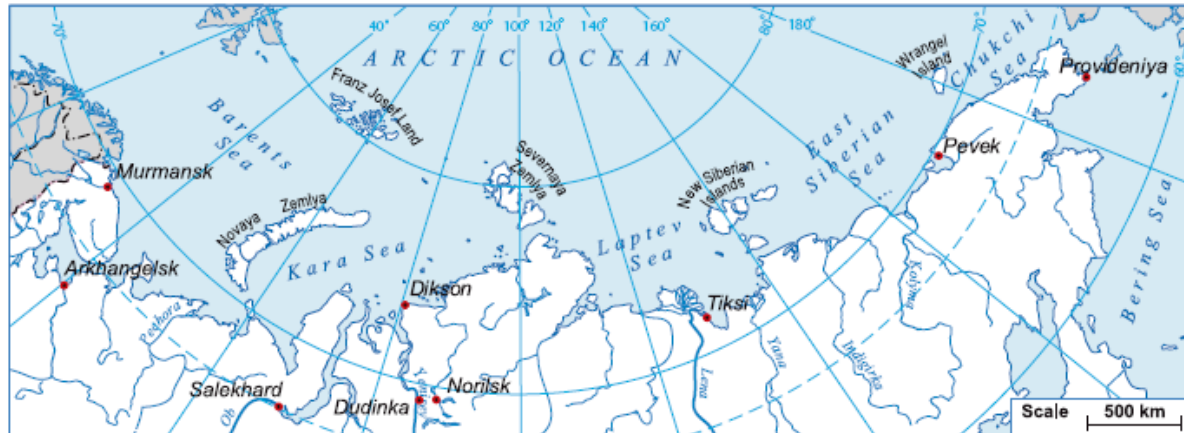 70°
40°
60°
80°
100°
120°
140°
160°
180°
80°
70°
60°
ARCTIC OCEAN
Franz Josef Land
Barents
Sea
Murmansk
Novaya
Zemlya
Severnaya
Zemlya
New Siberian
Islands
East
Siberian
Sea
Wrangel
Island
Chukchi
Sea
Provideniya
Pevek
Arkhangelsk
Kara Sea
Laptev
Sea
Dikson
Tiksi
Bering Sea
Kolyma
Indigirka
Yana
Lena
Salekhard
Ob
Dudinka
Norilsk
Scale 500 km